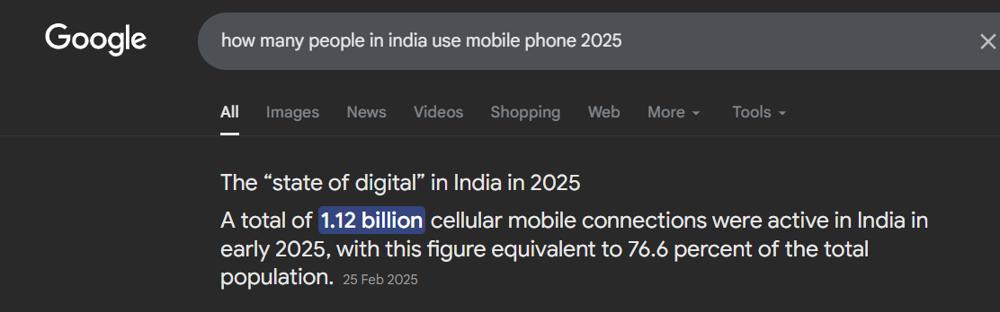 Google
how many people in india use mobile phone 2025
All Images News Videos Shopping Web More Tools
The “state of digital” in India in 2025
A total of 1.12 billion cellular mobile connections were active in India in
early 2025, with this figure equivalent to 76.6 percent of the total
population. 25 Feb 2025